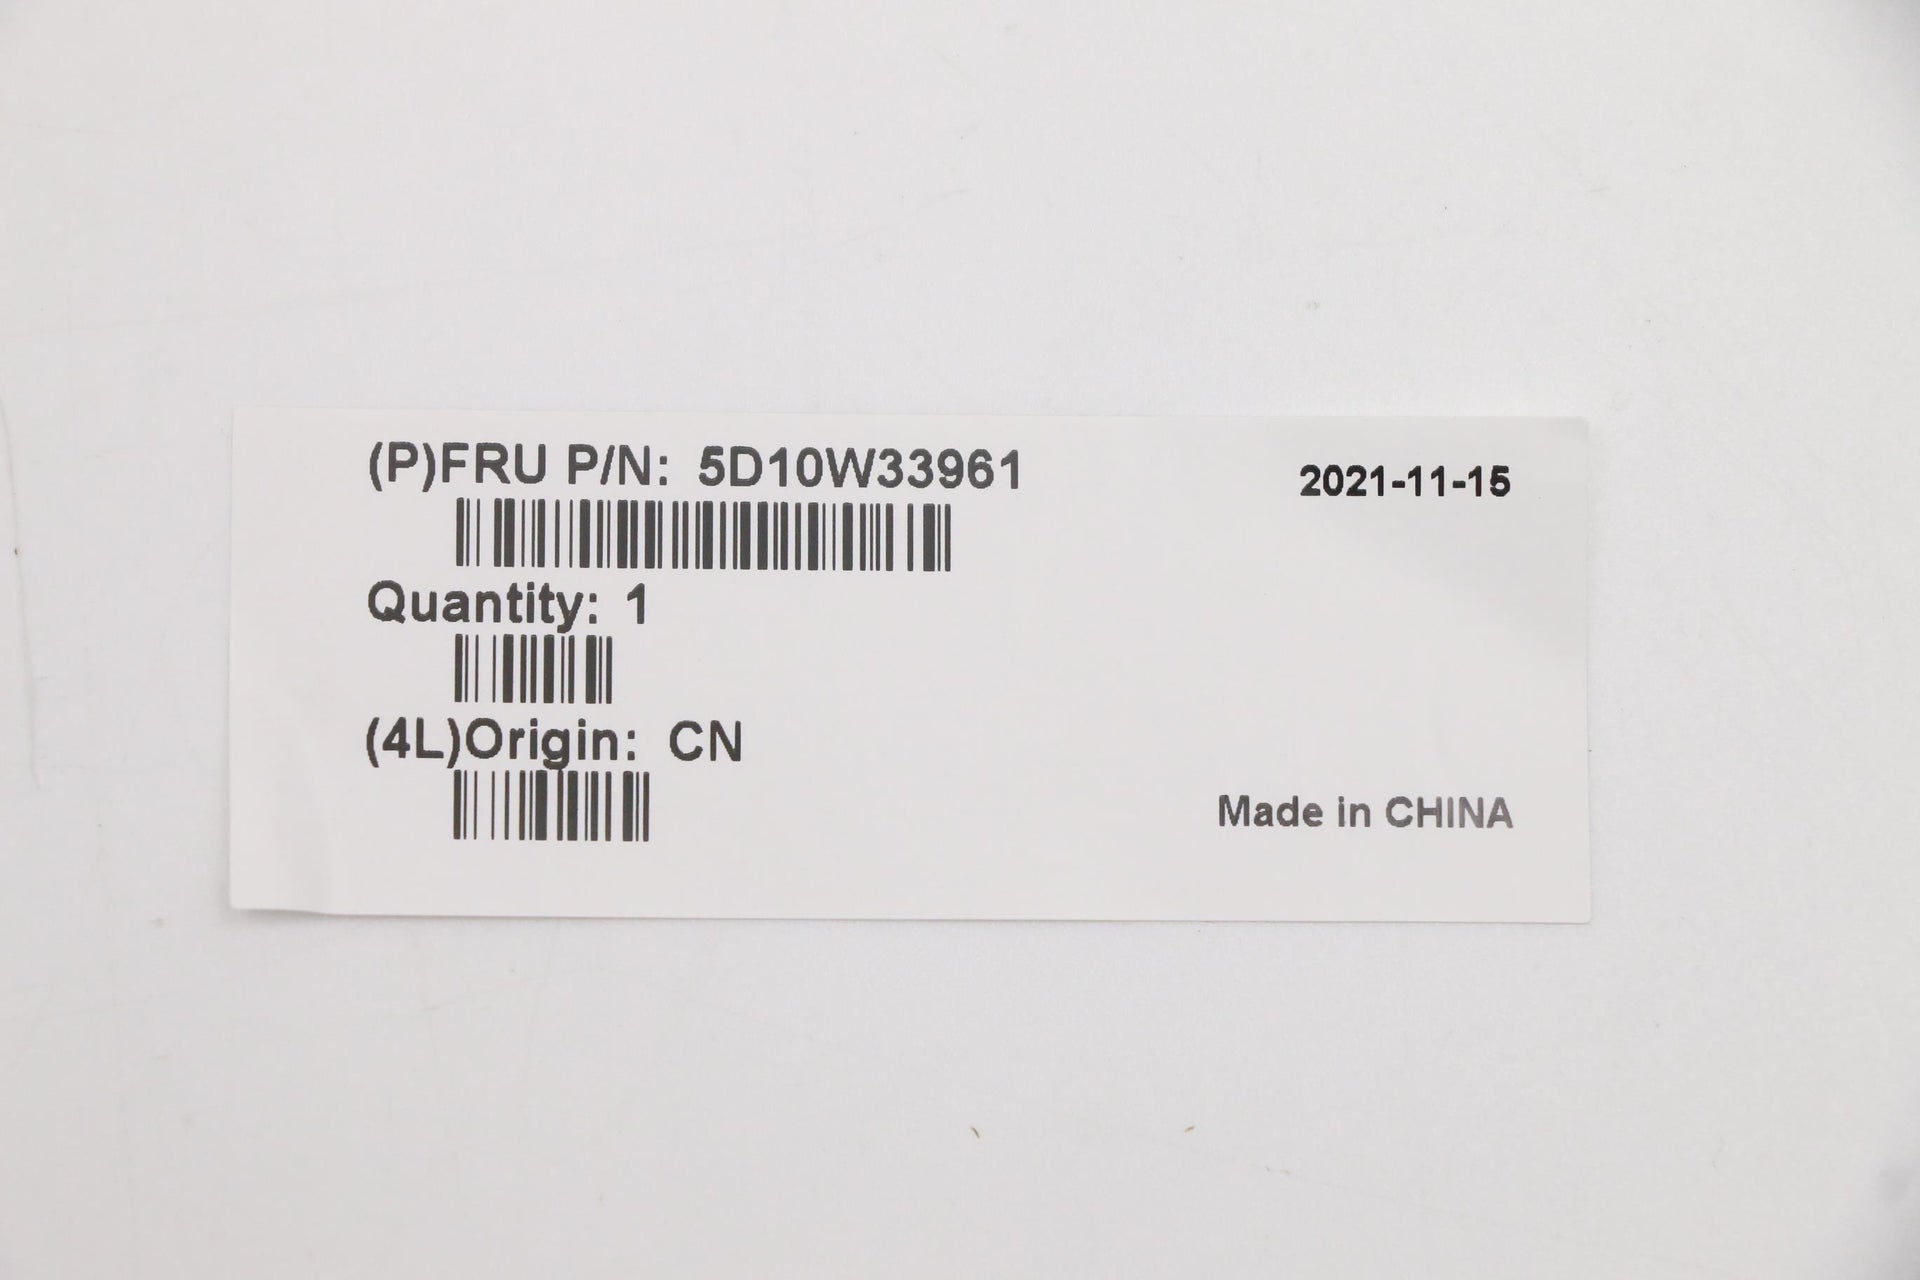 (P)FRU P/N: 5D10W33961
2021-11-15
Quantity: 1
(4L)Origin: CN
Made in CHINA